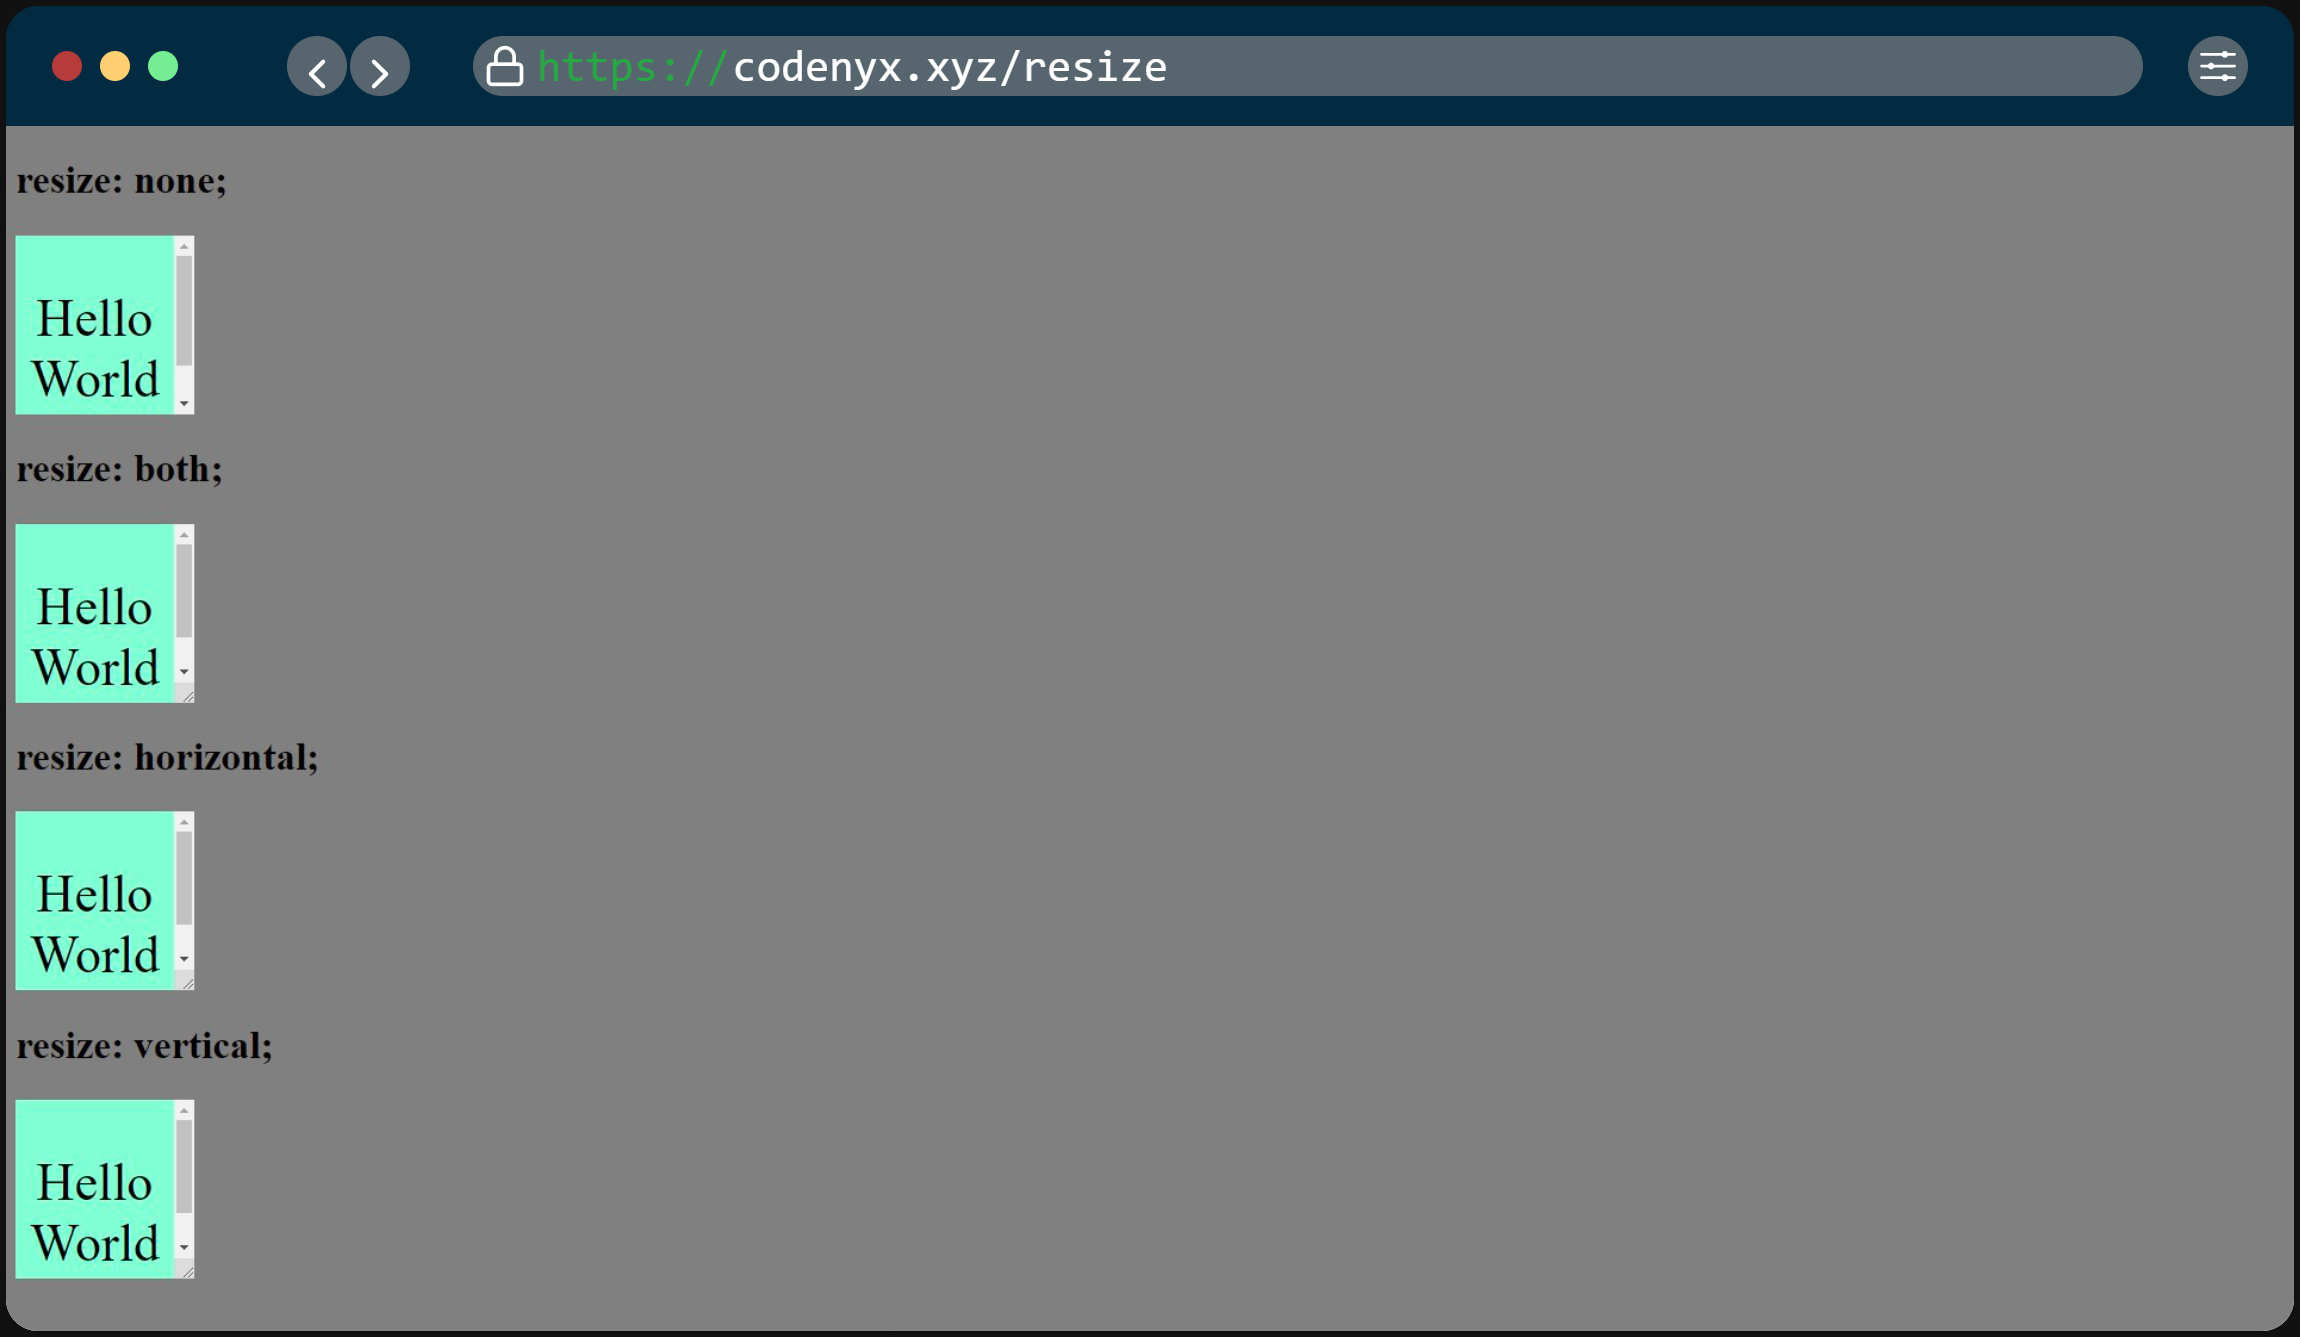 https://codenyx.xyz/resize
resize: none;
Hello
World
resize: both;
Hello
World
resize: horizontal;
Hello
World
resize: vertical;
Hello
World